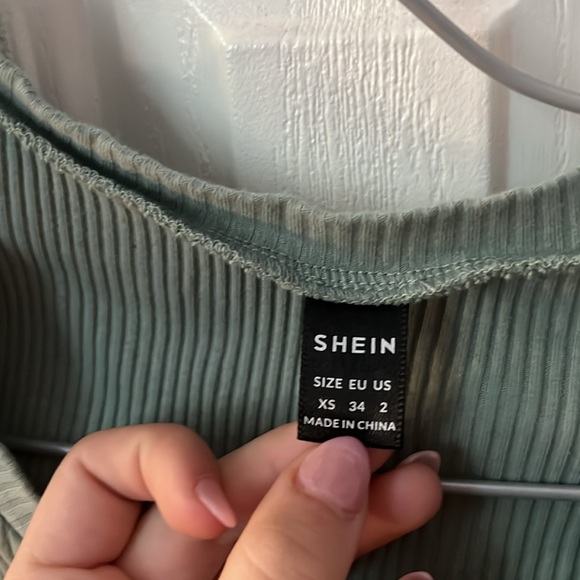 SHEIN
SIZE EU US
XS 34 2
MADE IN CHINA